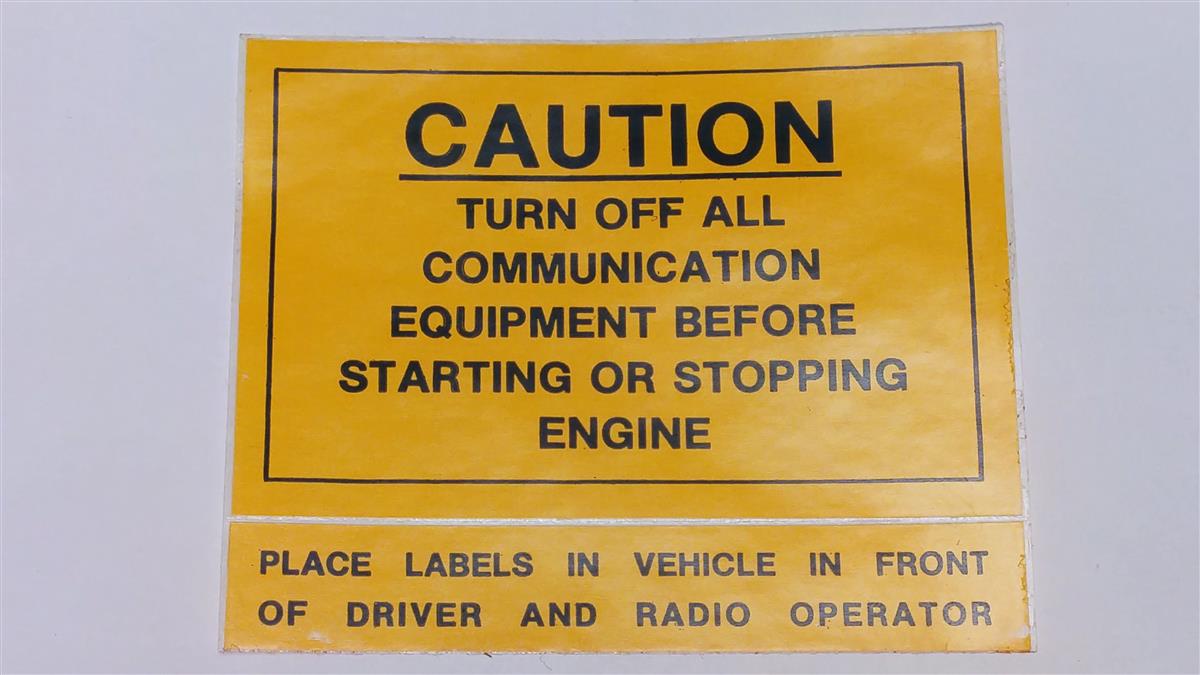 CAUTION
TURN OFF ALL
COMMUNICATION
EQUIPMENT BEFORE
STARTING OR STOPPING
ENGINE
PLACE LABELS IN VEHICLE IN FRONT
OF DRIVER AND RADIO OPERATOR